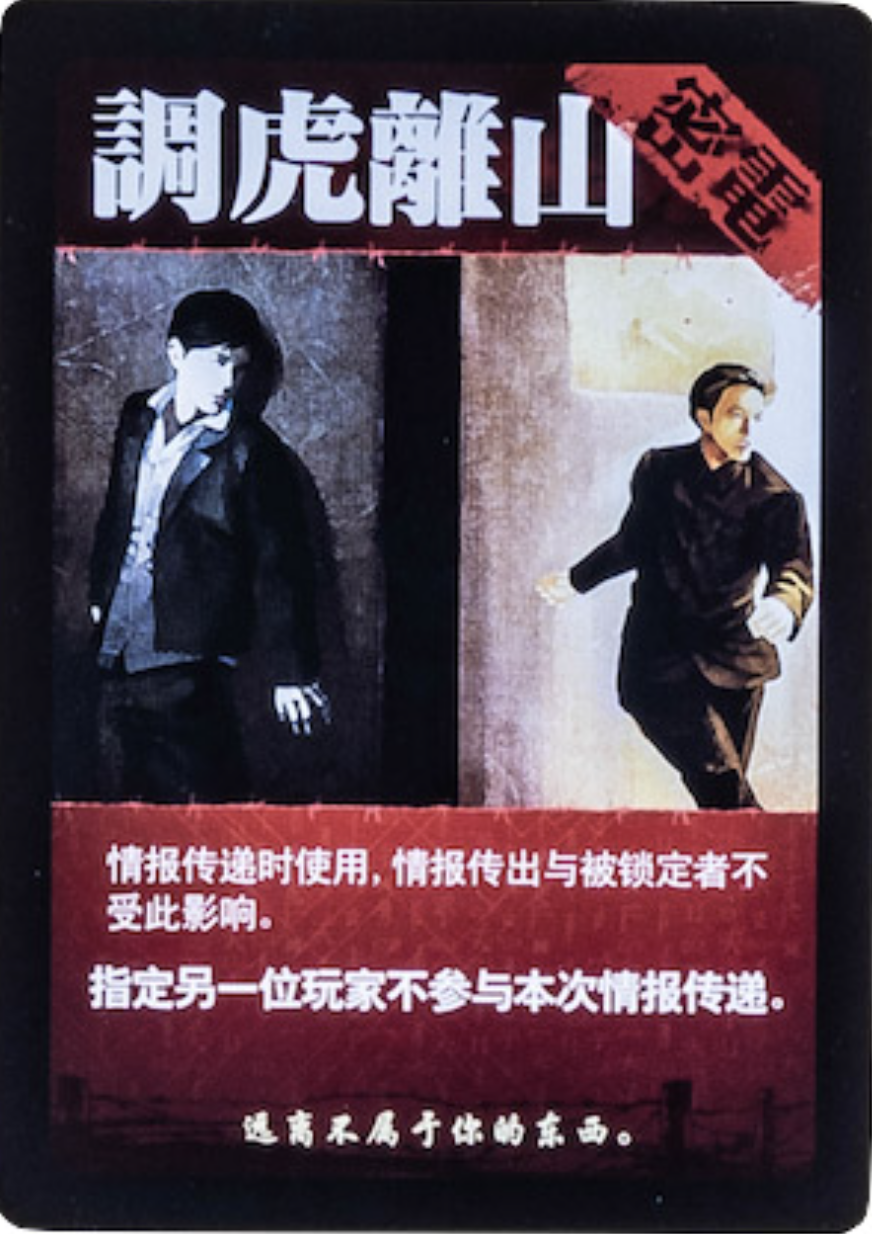 調虎離山
密電
情报传递时使用，情报传出与被锁定者不
受此影响。
指定另一位玩家不参与本次情报传递。
远离不属于你的东西。